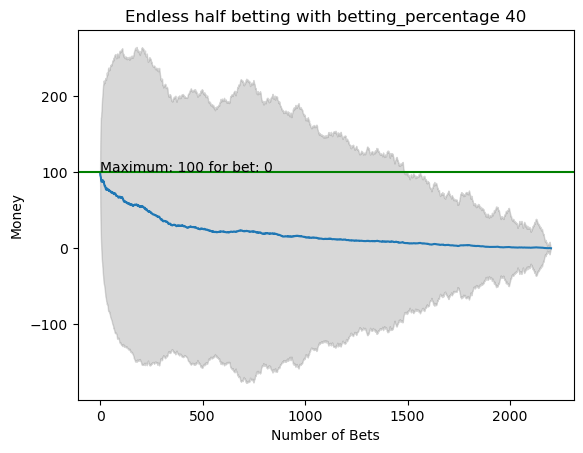 Endless half betting with betting_percentage 40
200
100
0
−100
Maximum: 100 for bet: 0
Money
0
500
1000
1500
2000
Number of Bets